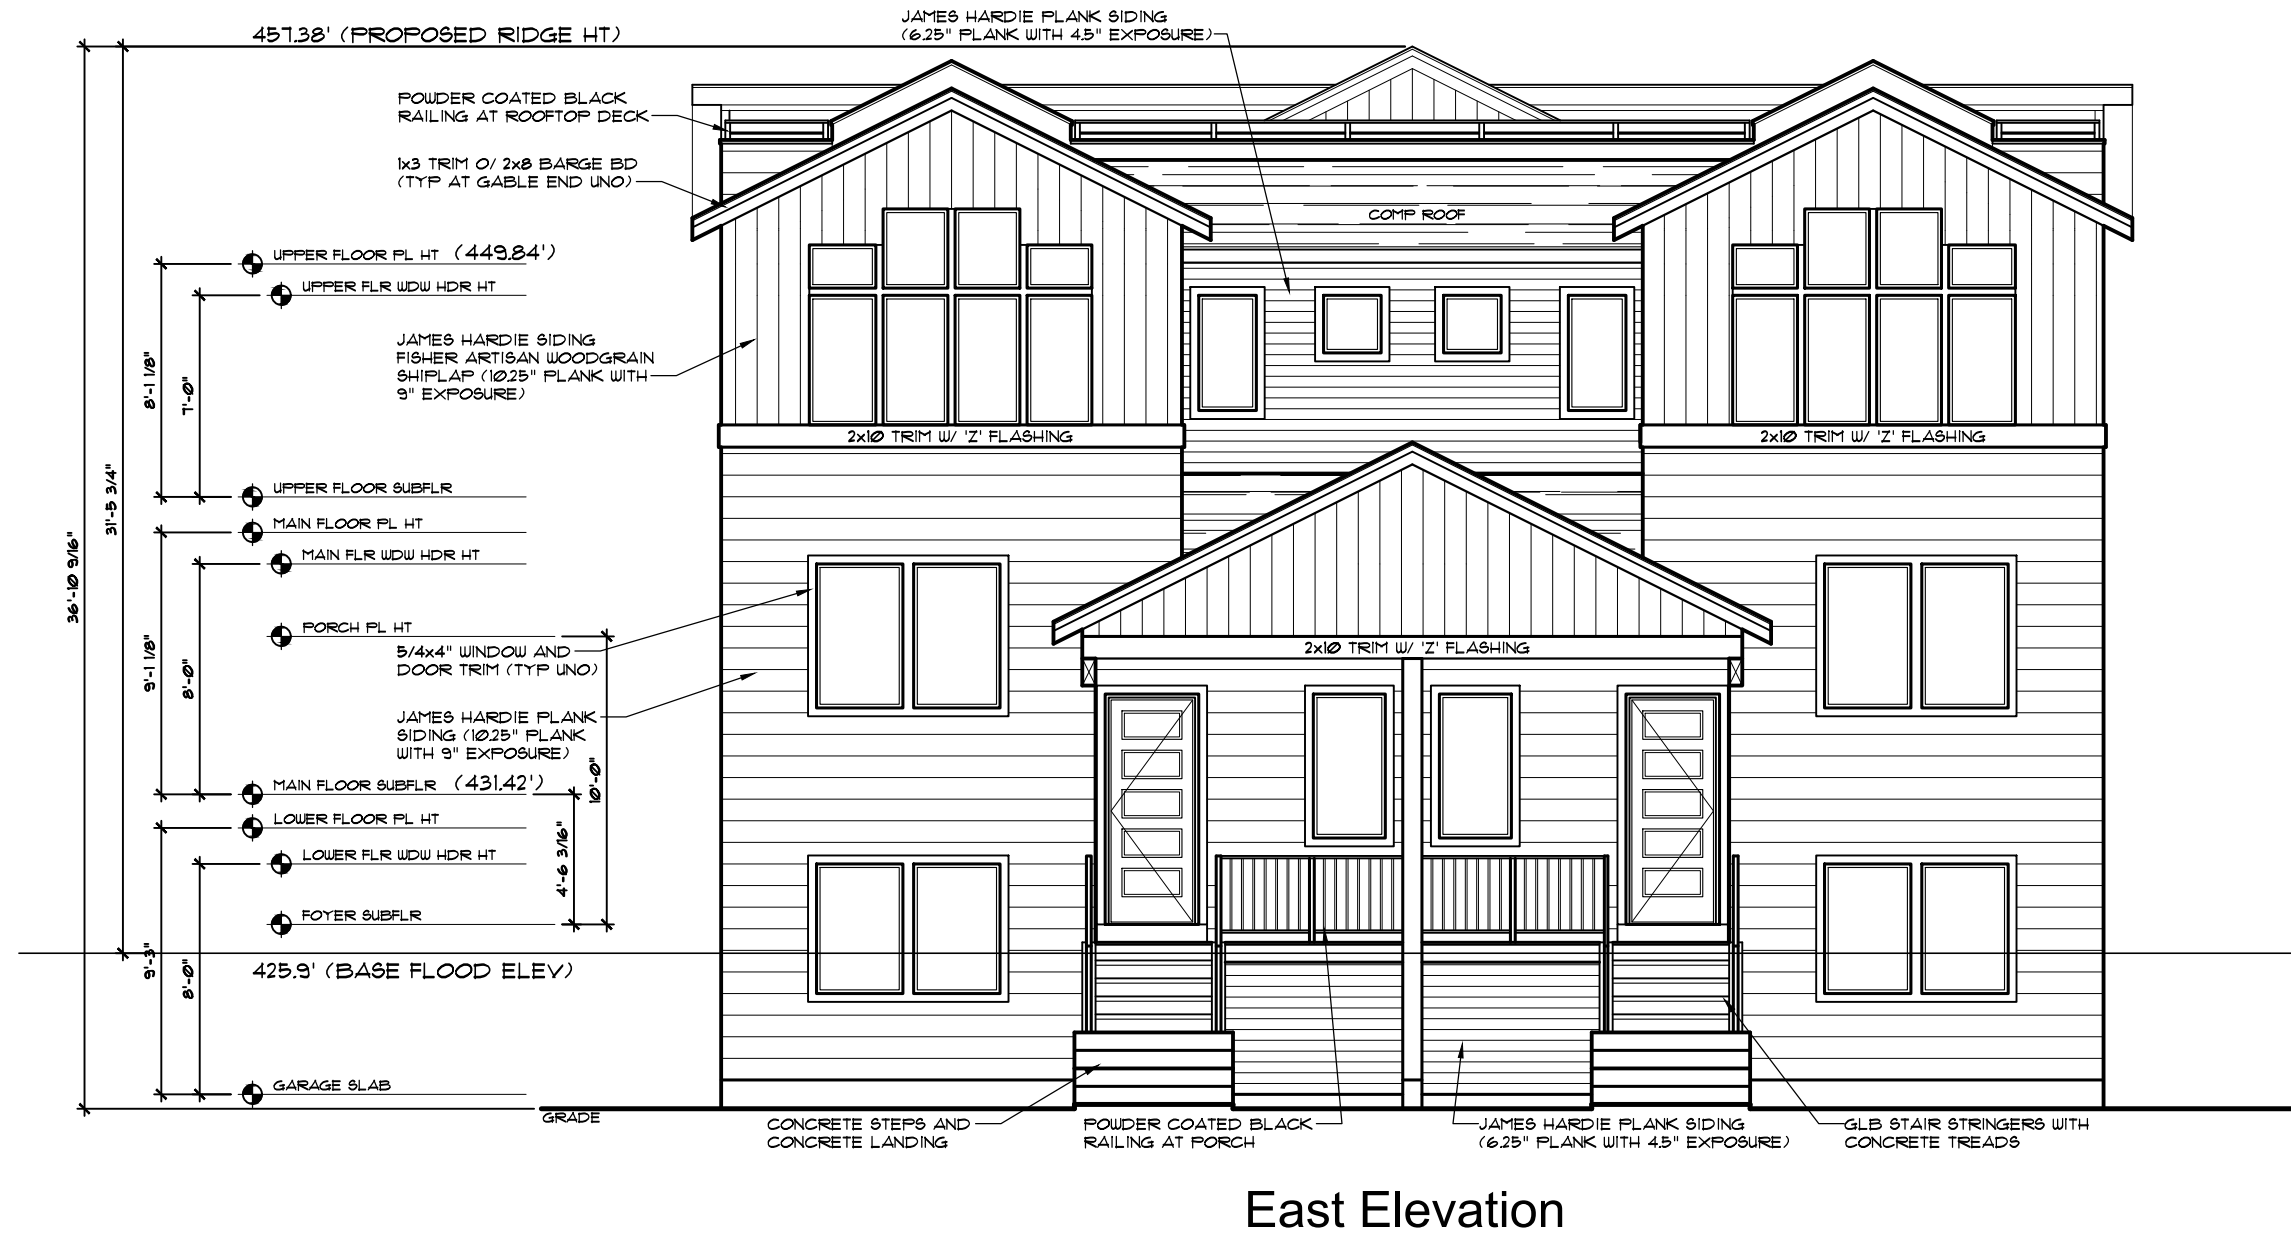 457.38' (PROPOSED RIDGE HT)
JAMES HARDIE PLANK SIDING
(6.25" PLANK WITH 4.5" EXPOSURE)
POWDER COATED BLACK
RAILING AT ROOFTOP DECK
1x3 TRIM O/ 2x8 BARGE BD
(TYP AT GABLE END UNO)
COMP ROOF
UPPER FLOOR PL HT (449.84')
UPPER FLR WDW HDR HT
JAMES HARDIE SIDING
FISHER ARTISAN WOODGRAIN
SHIPLAP (10.25" PLANK WITH
9" EXPOSURE)
8'-1 1/8"
7'-0"
2x10 TRIM W/ 'Z' FLASHING
2x10 TRIM W/ 'Z' FLASHING
UPPER FLOOR SUBFLR
31'-5 3/4"
36'-10 9/16"
MAIN FLOOR PL HT
MAIN FLR WDW HDR HT
PORCH PL HT
5/4x4" WINDOW AND
DOOR TRIM (TYP UNO)
2x10 TRIM W/ 'Z' FLASHING
9'-1 1/8"
8'-0"
JAMES HARDIE PLANK
SIDING (10.25" PLANK
WITH 9" EXPOSURE)
10'-0"
MAIN FLOOR SUBFLR (431.42')
LOWER FLOOR PL HT
LOWER FLR WDW HDR HT
4'-6 3/16"
FOYER SUBFLR
9'-3"
8'-0"
425.9' (BASE FLOOD ELEV)
GARAGE SLAB
GRADE
CONCRETE STEPS AND
CONCRETE LANDING
POWDER COATED BLACK
RAILING AT PORCH
JAMES HARDIE PLANK SIDING
(6.25" PLANK WITH 4.5" EXPOSURE)
GLB STAIR STRINGERS WITH
CONCRETE TREADS
East Elevation